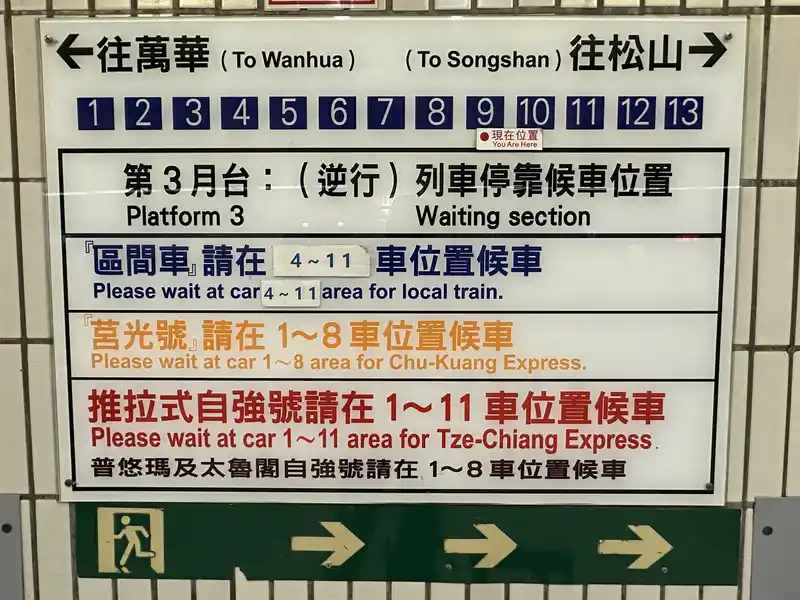 ←往萬華 (To Wanhua) (To Songshan) 往松山→
1 2 3 4 5 6 7 8 9 10 11 12 13
現在位置
You Are Here
第3月台：(逆行) 列車停靠候車位置
Platform 3 Waiting section
『區間車』請在 4~11 車位置候車
Please wait at car 4~11 area for local train.
『莒光號』請在 1～8 車位置候車
Please wait at car 1～8 area for Chu-Kuang Express.
推拉式自強號請在 1～11 車位置候車
Please wait at car 1～11 area for Tze-Chiang Express.
普悠瑪及太魯閣自強號請在 1～8 車位置候車